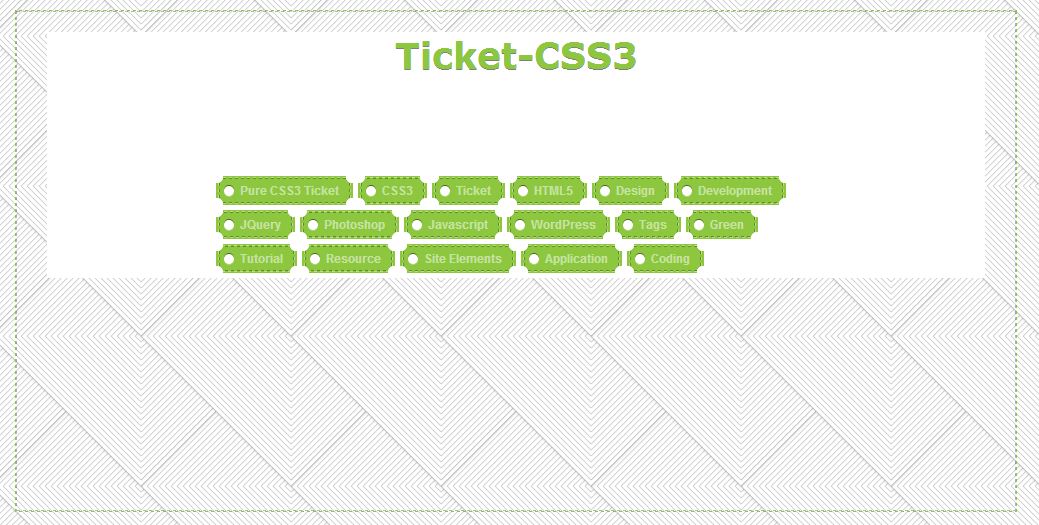 Ticket-CSS3
Pure CSS3 Ticket CSS3 Ticket HTML5 Design Development
JQuery Photoshop Javascript WordPress Tags Green
Tutorial Resource Site Elements Application Coding